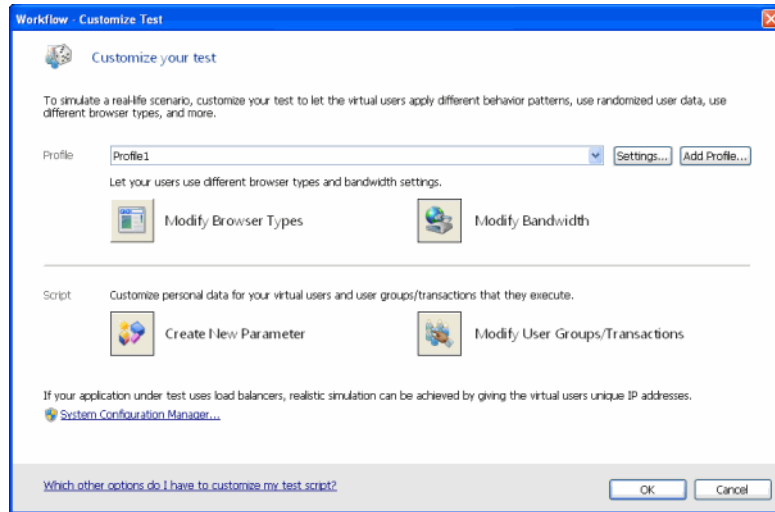 Workflow - Customize Test
Customize your test
To simulate a real-life scenario, customize your test to let the virtual users apply different behavior patterns, use randomized user data, use
different browser types, and more.
Profile Profile1 Settings... Add Profile...
Let your users use different browser types and bandwidth settings.
Modify Browser Types Modify Bandwidth
Script Customize personal data for your virtual users and user groups/transactions that they execute.
Create New Parameter Modify User Groups/Transactions
If your application under test uses load balancers, realistic simulation can be achieved by giving the virtual users unique IP addresses.
System Configuration Manager...
Which other options do I have to customize my test script? OK Cancel